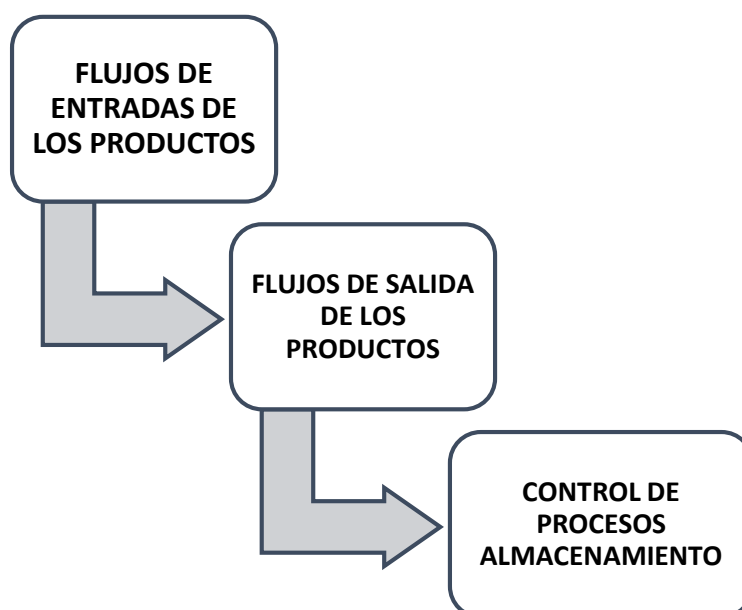 FLUJOS DE
ENTRADAS DE
LOS PRODUCTOS
FLUJOS DE SALIDA
DE LOS
PRODUCTOS
CONTROL DE
PROCESOS
ALMACENAMIENTO